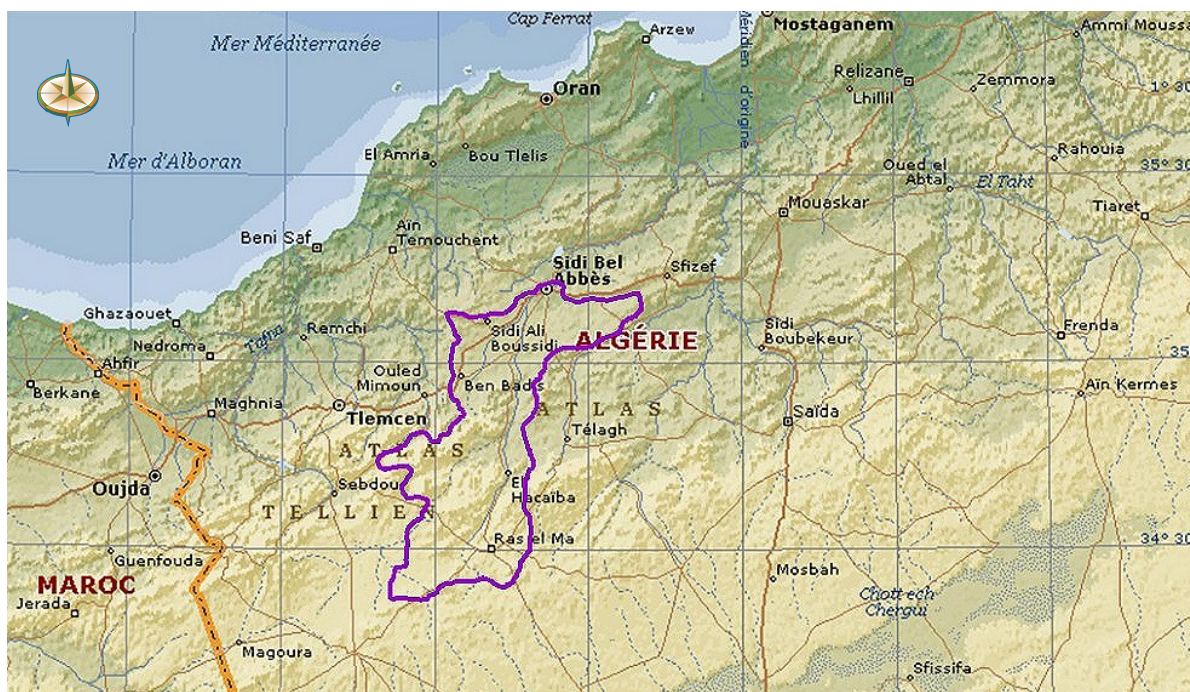 Cap Ferrat
Mer Méditerranée
Arzew
Mostaganem
Ammi Moussa
Méridien d'origine
Relizane
Zemmora
Lhillil
1° 30
Oran
El Amria
Bou Tlelis
Mer d'Alboran
Rahouia
35° 30
Oued el
Abtal
El Taht
Mouaskar
Tiaret
Aïn
Temouchent
Beni Saf
Sidi Bel
Abbès
Sfizef
Ghazaouet
Remchi
Tafna
Sidi Ali
Boussidi
ALGÉRIE
Sidi
Boubekeur
Frenda
Nedroma
Ahfir
35
Berkane
Ouled
Mimoun
Ben Badis
Aïn Kermes
Maghnia
Tlemcen
ATLAS
Saïda
Télagh
ATLAS
Oujda
Sebdou
El
Hacaïba
TELLIEN
Ras el Ma
34° 30
Guenfouda
MAROC
Mosbah
Jerada
Chott ech
Chergui
Magoura
Sfissifa